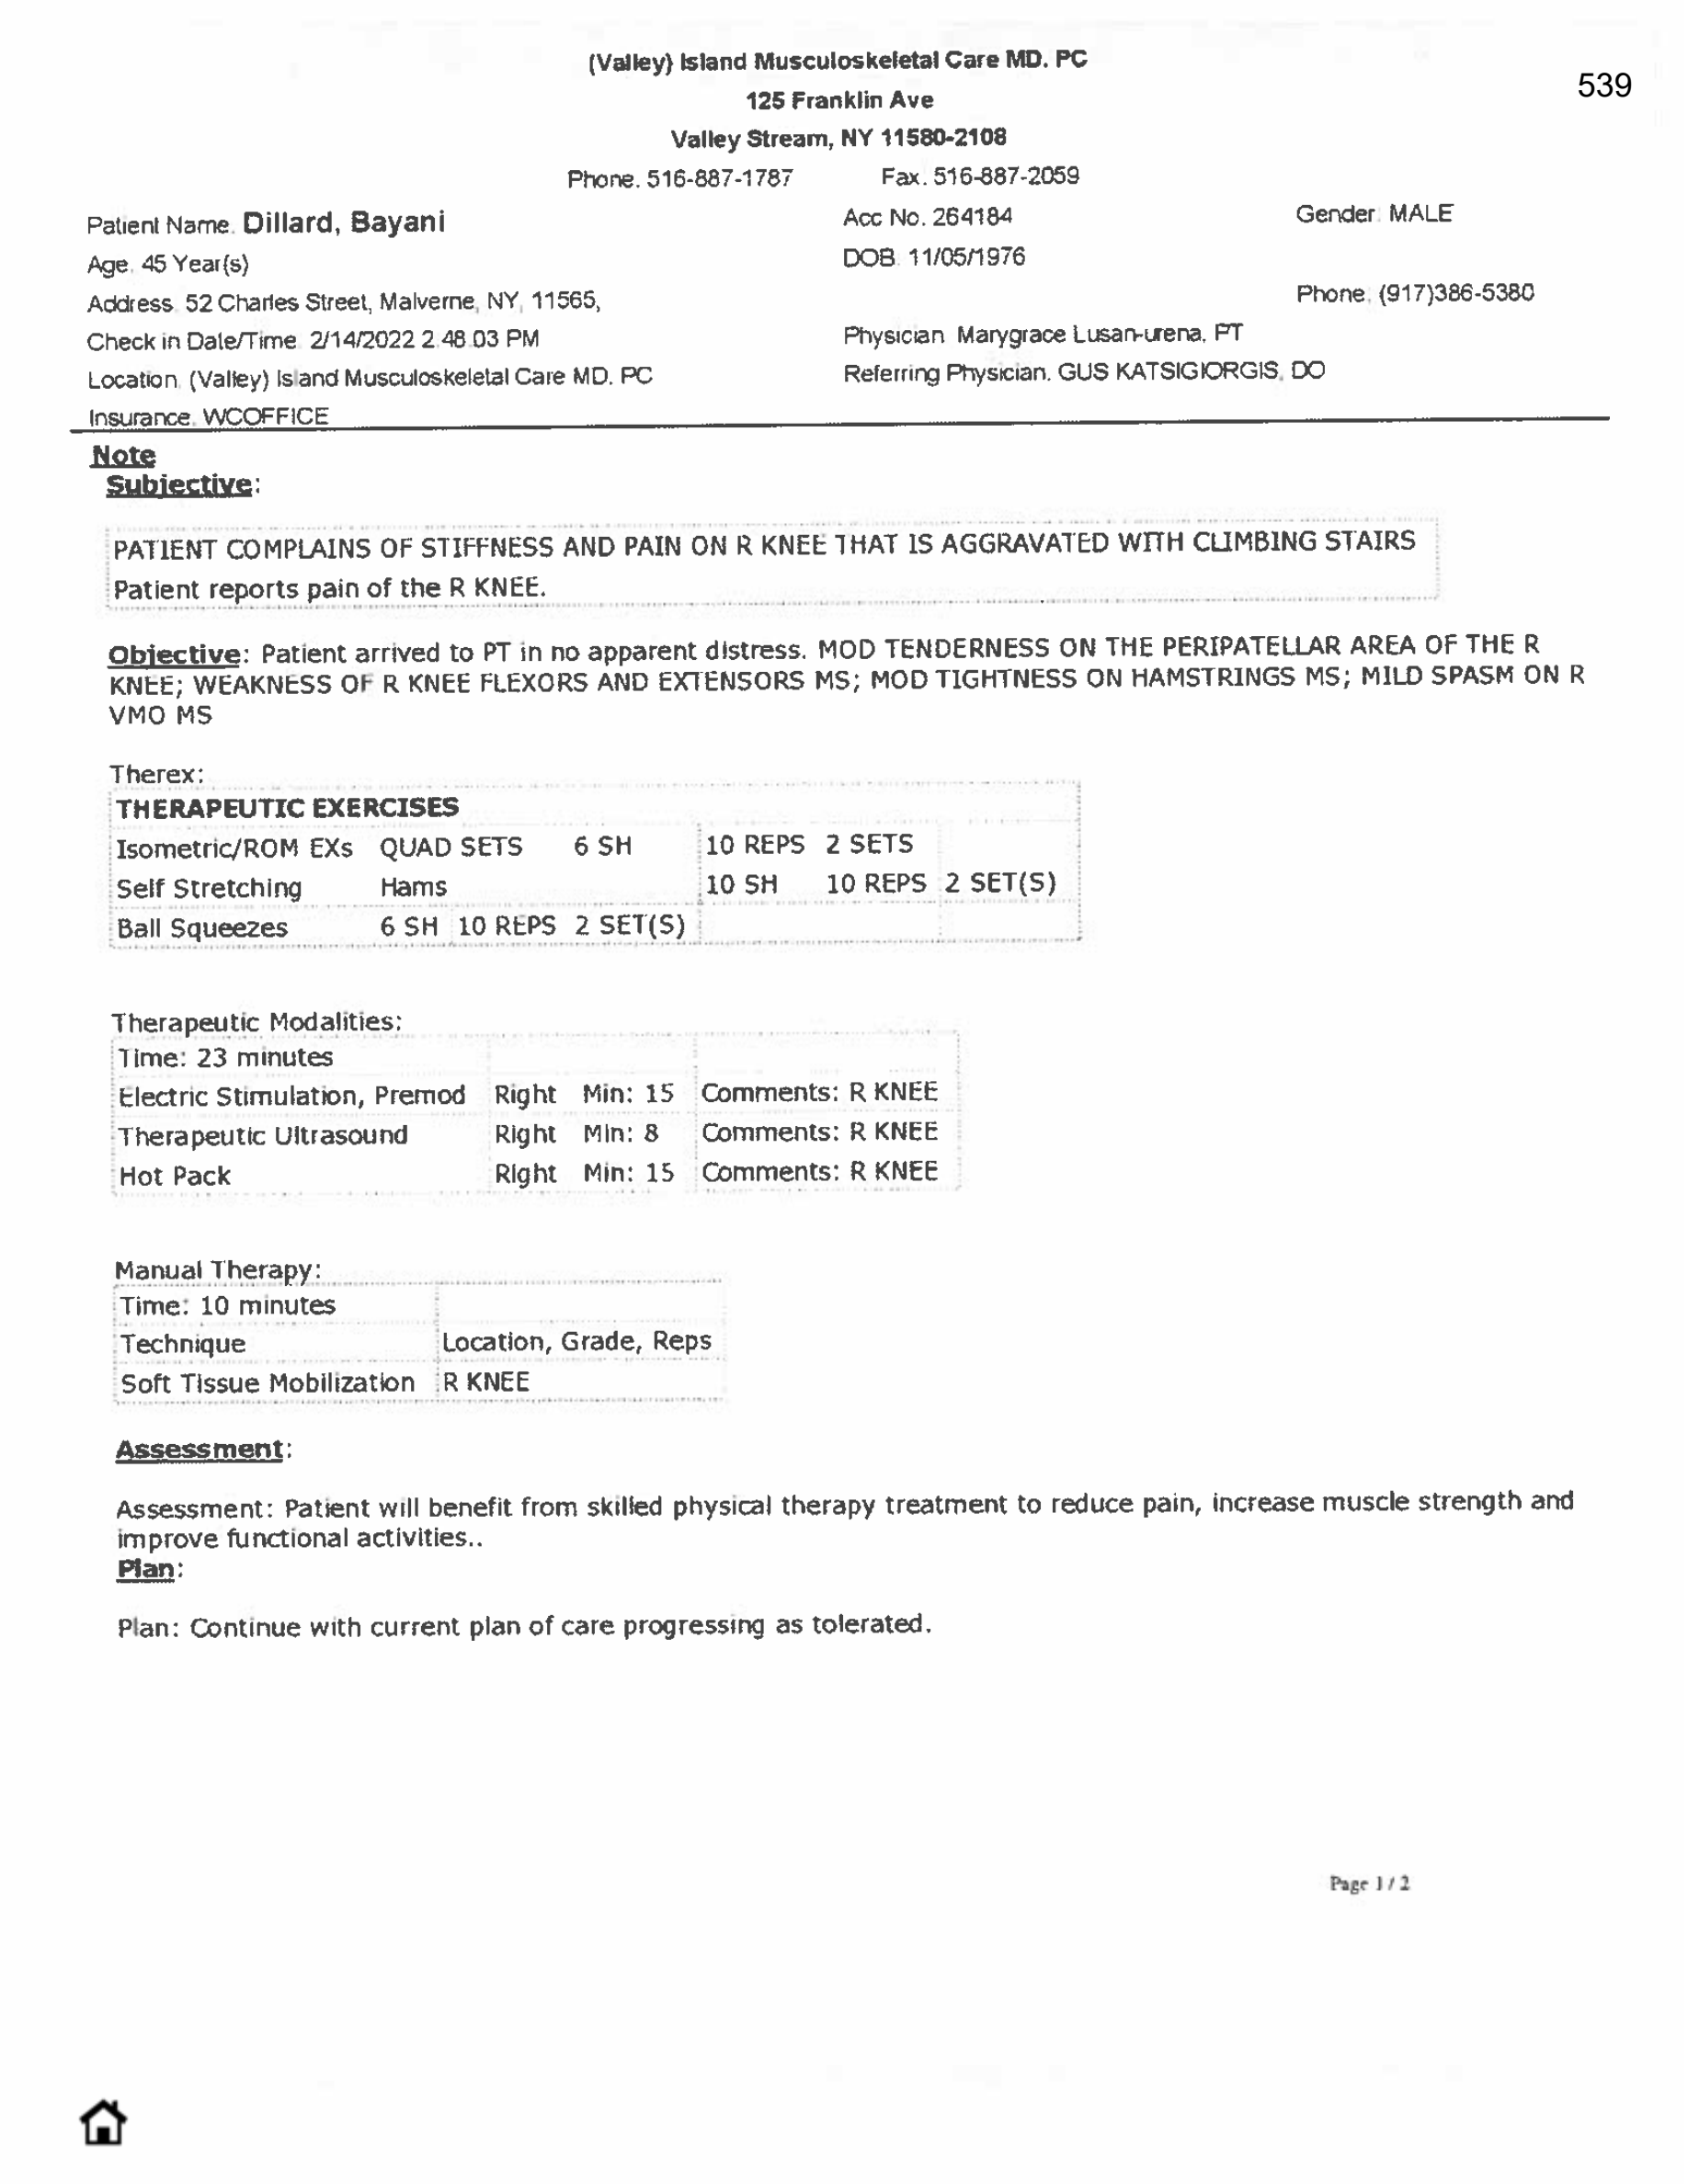 (Valley) Island Musculoskeletal Care MD. PC
539
125 Franklin Ave
Valley Stream, NY 11580-2108
Phone. 516-887-1787 Fax. 516-887-2059
Patient Name. Dillard, Bayani Acc No. 264184 Gender. MALE
Age. 45 Year(s) DOB. 11/05/1976
Address. 52 Charles Street, Malverne, NY, 11565, Phone. (917)386-5380
Check in Date/Time. 2/14/2022 2.48.03 PM Physician. Marygrace Lusan-urena, PT
Location. (Valley) Island Musculoskeletal Care MD. PC Referring Physician. GUS KATSIGIORGIS, DO
Insurance. WCOFFICE
Note
Subjective:
PATIENT COMPLAINS OF STIFFNESS AND PAIN ON R KNEE THAT IS AGGRAVATED WITH CLIMBING STAIRS
Patient reports pain of the R KNEE.
Objective: Patient arrived to PT in no apparent distress. MOD TENDERNESS ON THE PERIPATELLAR AREA OF THE R
KNEE; WEAKNESS OF R KNEE FLEXORS AND EXTENSORS MS; MOD TIGHTNESS ON HAMSTRINGS MS; MILD SPASM ON R
VMO MS
Therex:
THERAPEUTIC EXERCISES
Isometric/ROM EXs QUAD SETS 6 SH 10 REPS 2 SETS
Self Stretching Hams 10 SH 10 REPS 2 SET(S)
Ball Squeezes 6 SH 10 REPS 2 SET(S)
Therapeutic Modalities:
Time: 23 minutes
Electric Stimulation, Premod Right Min: 15 Comments: R KNEE
Therapeutic Ultrasound Right Min: 8 Comments: R KNEE
Hot Pack Right Min: 15 Comments: R KNEE
Manual Therapy:
Time: 10 minutes
Technique Location, Grade, Reps
Soft Tissue Mobilization R KNEE
Assessment:
Assessment: Patient will benefit from skilled physical therapy treatment to reduce pain, increase muscle strength and
improve functional activities..
Plan:
Plan: Continue with current plan of care progressing as tolerated.
Page 1 / 2